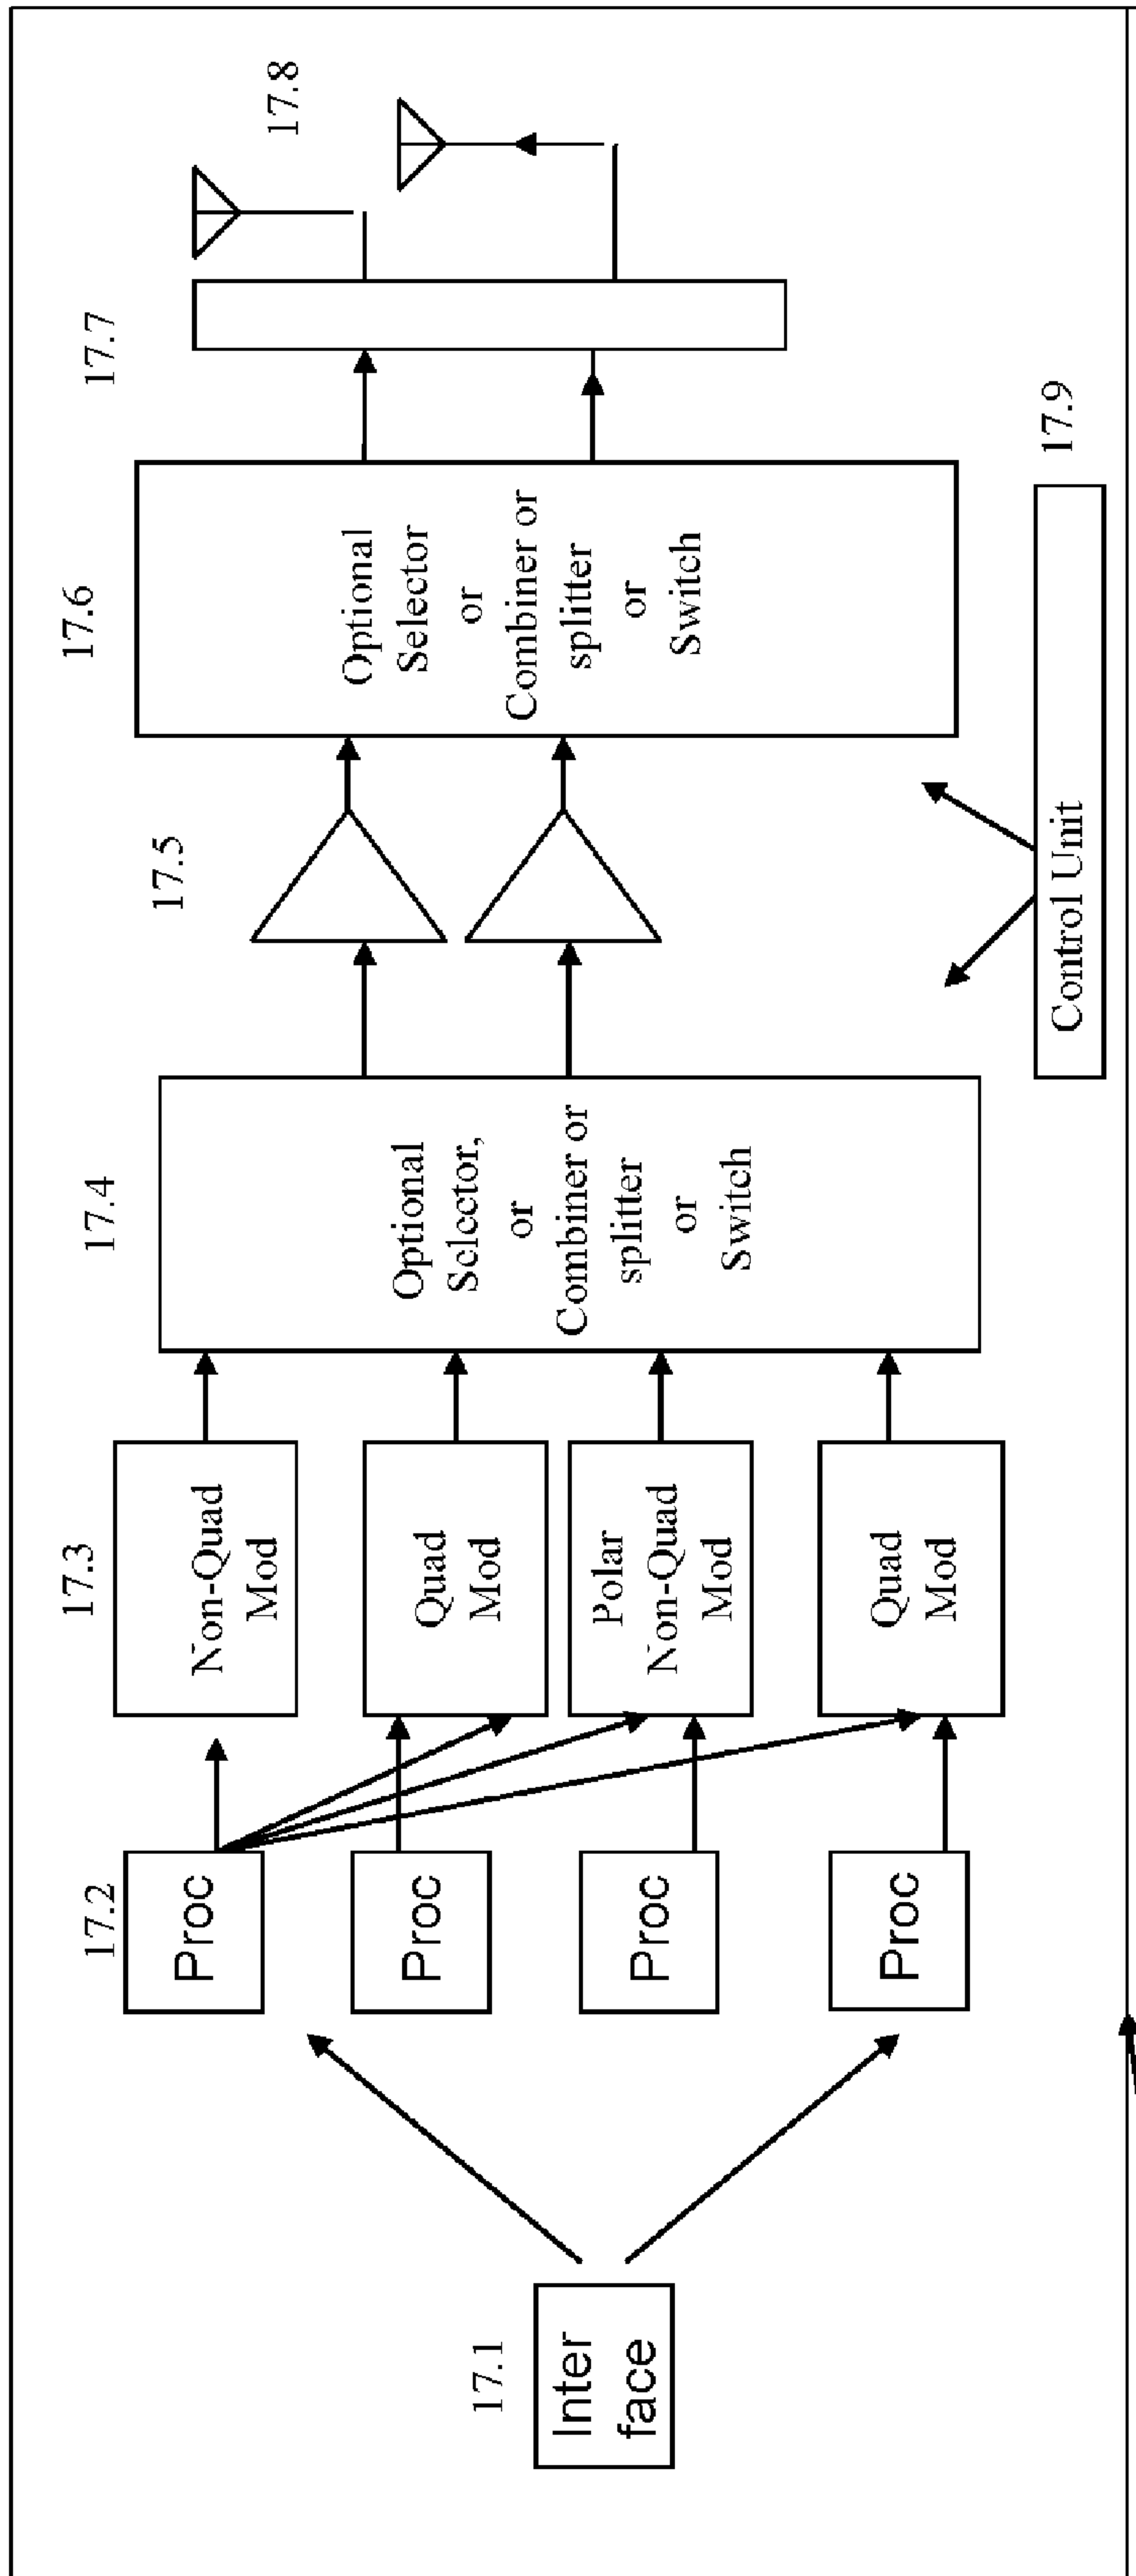 17.1
Inter
face
17.2
Proc
Proc
Proc
Proc
17.3
Non-Quad
Mod
Quad
Mod
Polar
Non-Quad
Mod
Quad
Mod
17.4
Optional
Selector,
or
Combiner or
splitter
or
Switch
17.5
17.6
Optional
Selector
or
Combiner or
splitter
or
Switch
17.7
17.8
Control Unit
17.9